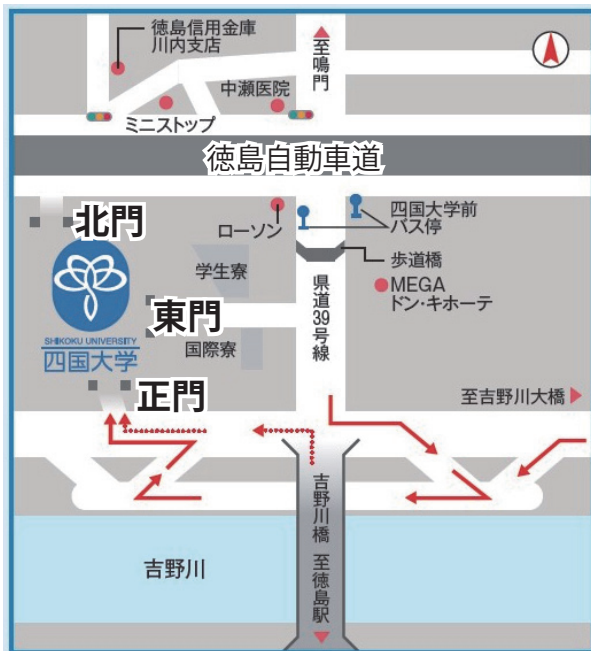 徳島信用金庫
川内支店
至鳴門
中瀬医院
ミニストップ
徳島自動車道
北門
ローソン
四国大学前
バス停
歩道橋
学生寮
MEGA
ドン・キホーテ
県道39号線
東門
SHIKOKU UNIVERSITY
四国大学
国際寮
正門
至吉野川大橋
吉野川橋
至徳島駅
吉野川